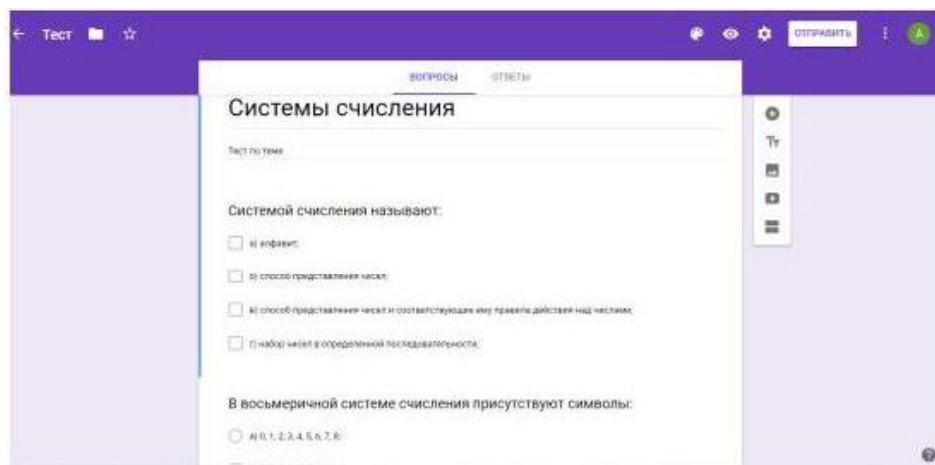 Тест
ОТПРАВИТЬ
А
ВОПРОСЫ ОТВЕТЫ
Системы счисления
Тест по теме
Tт
Системой счисления называют:
а) алфавит;
б) способ представления чисел;
в) способ представления чисел и соответствующие ему правила действия над числами;
г) набор чисел в определенной последовательности;
В восьмеричной системе счисления присутствуют символы:
а) 0, 1, 2, 3, 4, 5, 6, 7, 8;